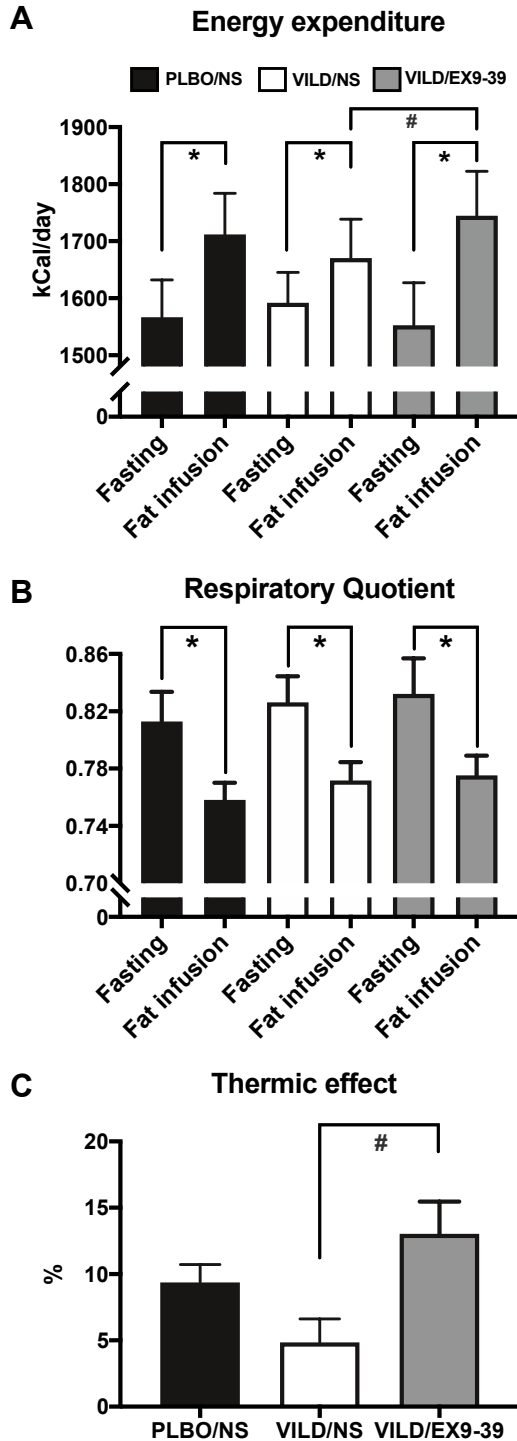 A Energy expenditure
PLBO/NS VILD/NS VILD/EX9-39
kCal/day
1900
1800
1700
1600
1500
0
* * * #
Fasting Fat infusion Fasting Fat infusion Fasting Fat infusion
B Respiratory Quotient
0.86
0.82
0.78
0.74
0.70
0
* * *
Fasting Fat infusion Fasting Fat infusion Fasting Fat infusion
C Thermic effect
%
20
15
10
5
0
#
PLBO/NS VILD/NS VILD/EX9-39